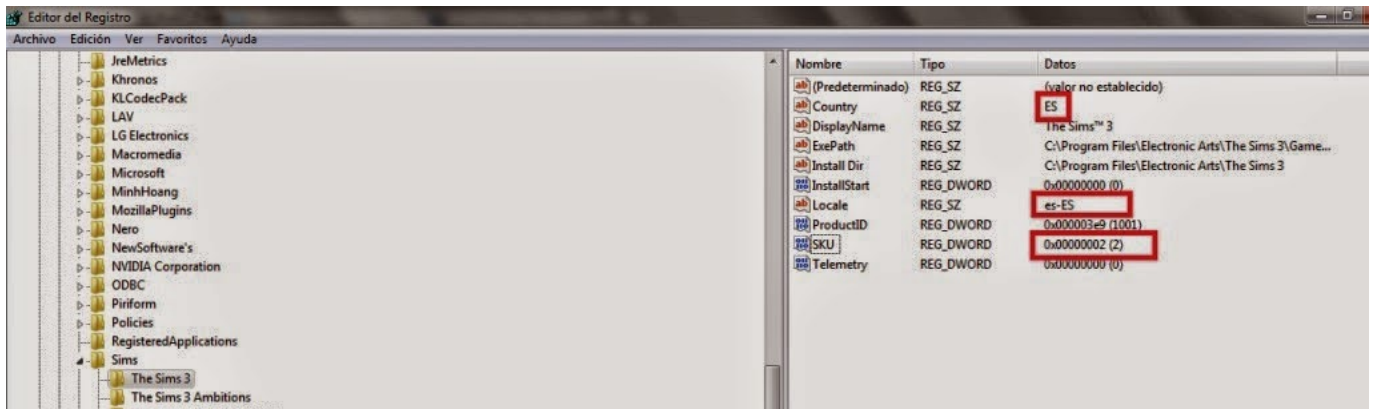 Editor del Registro
Archivo Edición Ver Favoritos Ayuda
JreMetrics
Khronos
KLCodecPack
LAV
LG Electronics
Macromedia
Microsoft
MinhHoang
MozillaPlugins
Nero
NewSoftware's
NVIDIA Corporation
ODBC
Piriform
Policies
RegisteredApplications
Sims
The Sims 3
The Sims 3 Ambitions
Nombre Tipo Datos
(Predeterminado) REG_SZ (valor no establecido)
Country REG_SZ ES
DisplayName REG_SZ The Sims™ 3
ExePath REG_SZ C:\Program Files\Electronic Arts\The Sims 3\Game...
Install Dir REG_SZ C:\Program Files\Electronic Arts\The Sims 3
InstallStart REG_DWORD 0x00000000 (0)
Locale REG_SZ es-ES
ProductID REG_DWORD 0x000003e9 (1001)
SKU REG_DWORD 0x00000002 (2)
Telemetry REG_DWORD 0x00000000 (0)